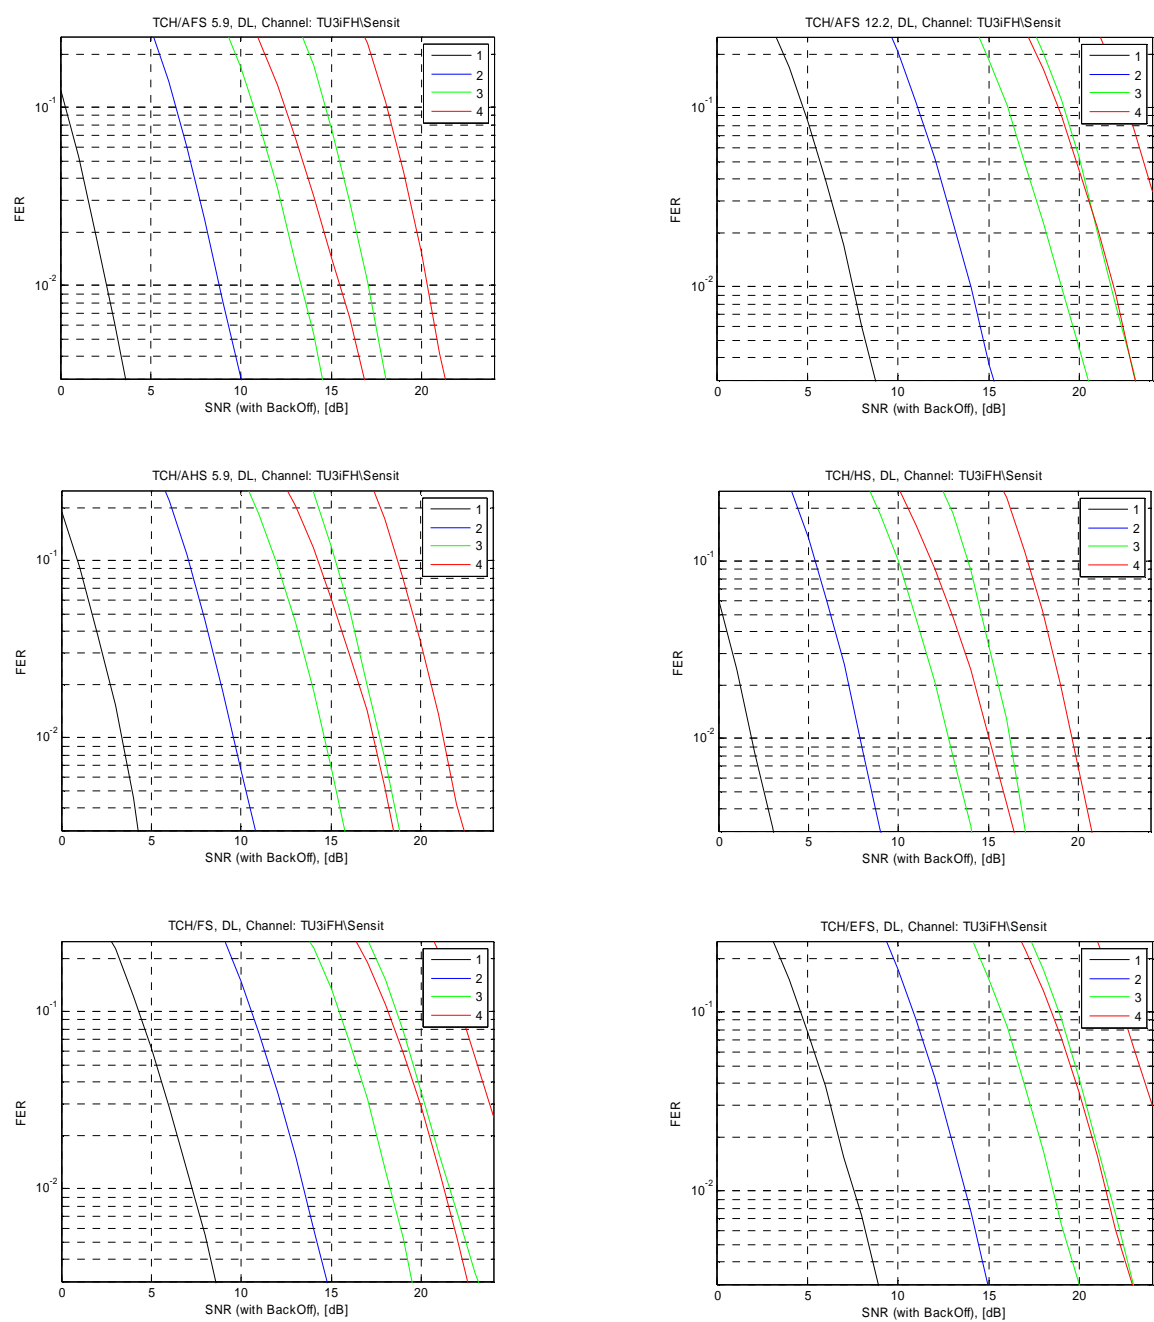 TCH/AFS 5.9, DL, Channel: TU3iFH\Sensit
1
2
3
4
10^-1
10^-2
FER
0 5 10 15 20
SNR (with BackOff), [dB]
TCH/AFS 12.2, DL, Channel: TU3iFH\Sensit
1
2
3
4
10^-1
10^-2
FER
0 5 10 15 20
SNR (with BackOff), [dB]
TCH/AHS 5.9, DL, Channel: TU3iFH\Sensit
1
2
3
4
10^-1
10^-2
FER
0 5 10 15 20
SNR (with BackOff), [dB]
TCH/HS, DL, Channel: TU3iFH\Sensit
1
2
3
4
10^-1
10^-2
FER
0 5 10 15 20
SNR (with BackOff), [dB]
TCH/FS, DL, Channel: TU3iFH\Sensit
1
2
3
4
10^-1
10^-2
FER
0 5 10 15 20
SNR (with BackOff), [dB]
TCH/EFS, DL, Channel: TU3iFH\Sensit
1
2
3
4
10^-1
10^-2
FER
0 5 10 15 20
SNR (with BackOff), [dB]